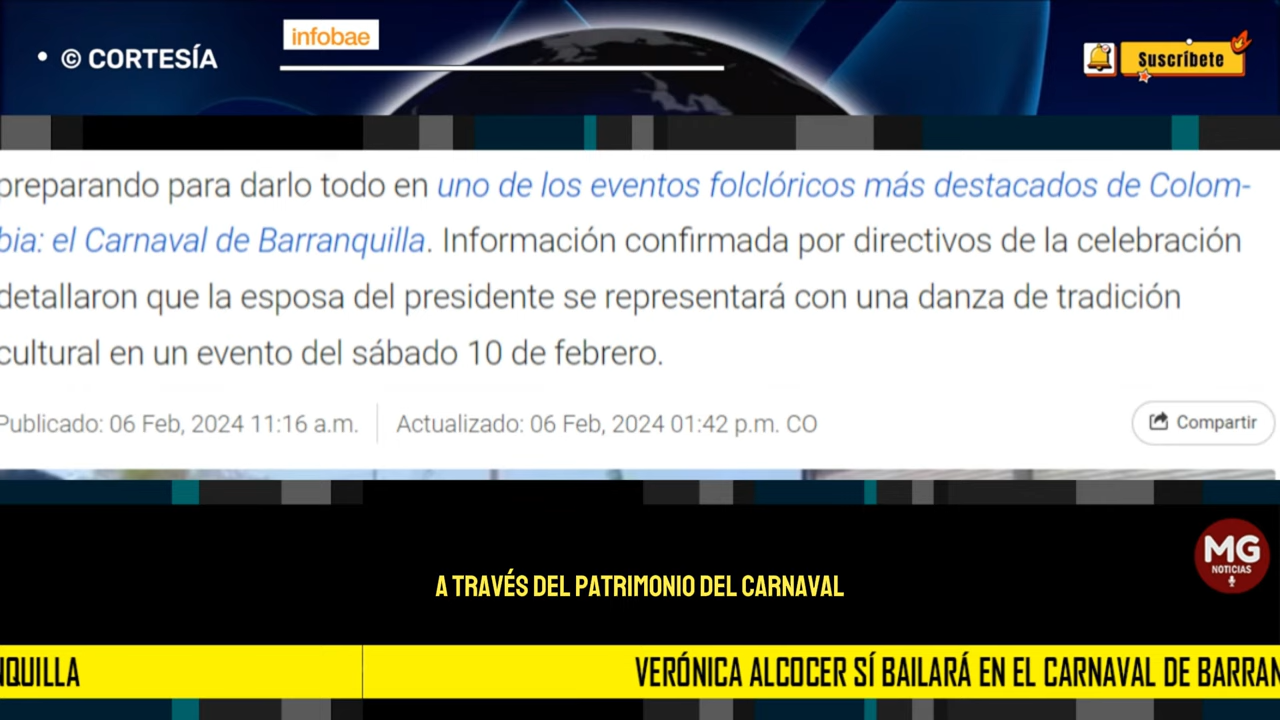 • © CORTESÍA
infobae
Suscríbete
preparando para darlo todo en uno de los eventos folclóricos más destacados de Colom-
bia: el Carnaval de Barranquilla. Información confirmada por directivos de la celebración
detallaron que la esposa del presidente se representará con una danza de tradición
cultural en un evento del sábado 10 de febrero.
Publicado: 06 Feb, 2024 11:16 a.m.
Actualizado: 06 Feb, 2024 01:42 p.m. CO
Compartir
MG
NOTICIAS
A TRAVÉS DEL PATRIMONIO DEL CARNAVAL
NQUILLA
VERÓNICA ALCOCER SÍ BAILARÁ EN EL CARNAVAL DE BARRAN